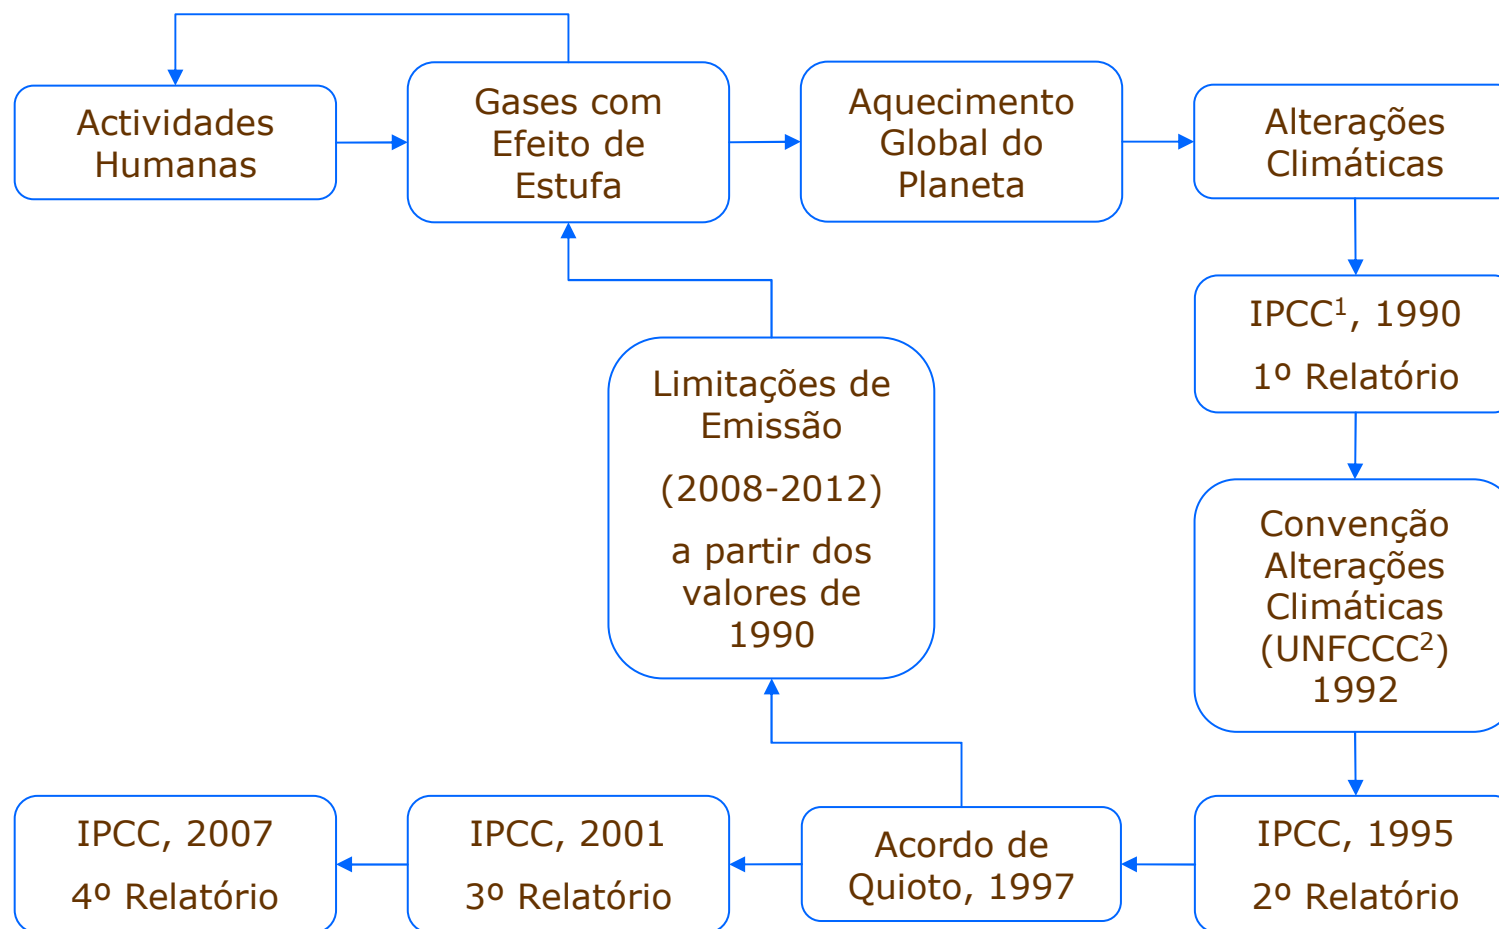 Actividades
Humanas
Gases com
Efeito de
Estufa
Aquecimento
Global do
Planeta
Alterações
Climáticas
IPCC¹, 1990
1º Relatório
Limitações de
Emissão
(2008-2012)
a partir dos
valores de
1990
Convenção
Alterações
Climáticas
(UNFCCC²)
1992
IPCC, 2007
4º Relatório
IPCC, 2001
3º Relatório
Acordo de
Quioto, 1997
IPCC, 1995
2º Relatório